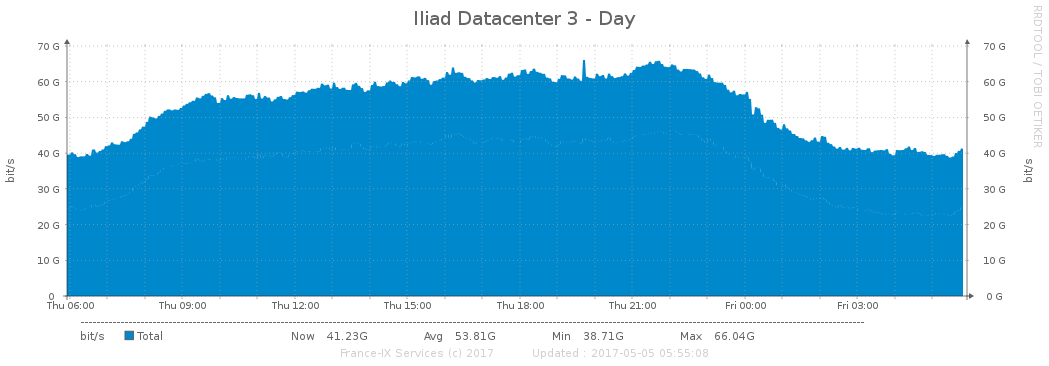 Iliad Datacenter 3 - Day
RRDTOOL / TOBI OETIKER
70 G 70 G
60 G 60 G
50 G 50 G
40 G 40 G
30 G 30 G
20 G 20 G
10 G 10 G
0 0 G
bit/s bit/s
Thu 06:00 Thu 09:00 Thu 12:00 Thu 15:00 Thu 18:00 Thu 21:00 Fri 00:00 Fri 03:00
bit/s Total Now 41.23G Avg 53.81G Min 38.71G Max 66.04G
France-IX Services (c) 2017 Updated : 2017-05-05 05:55:08